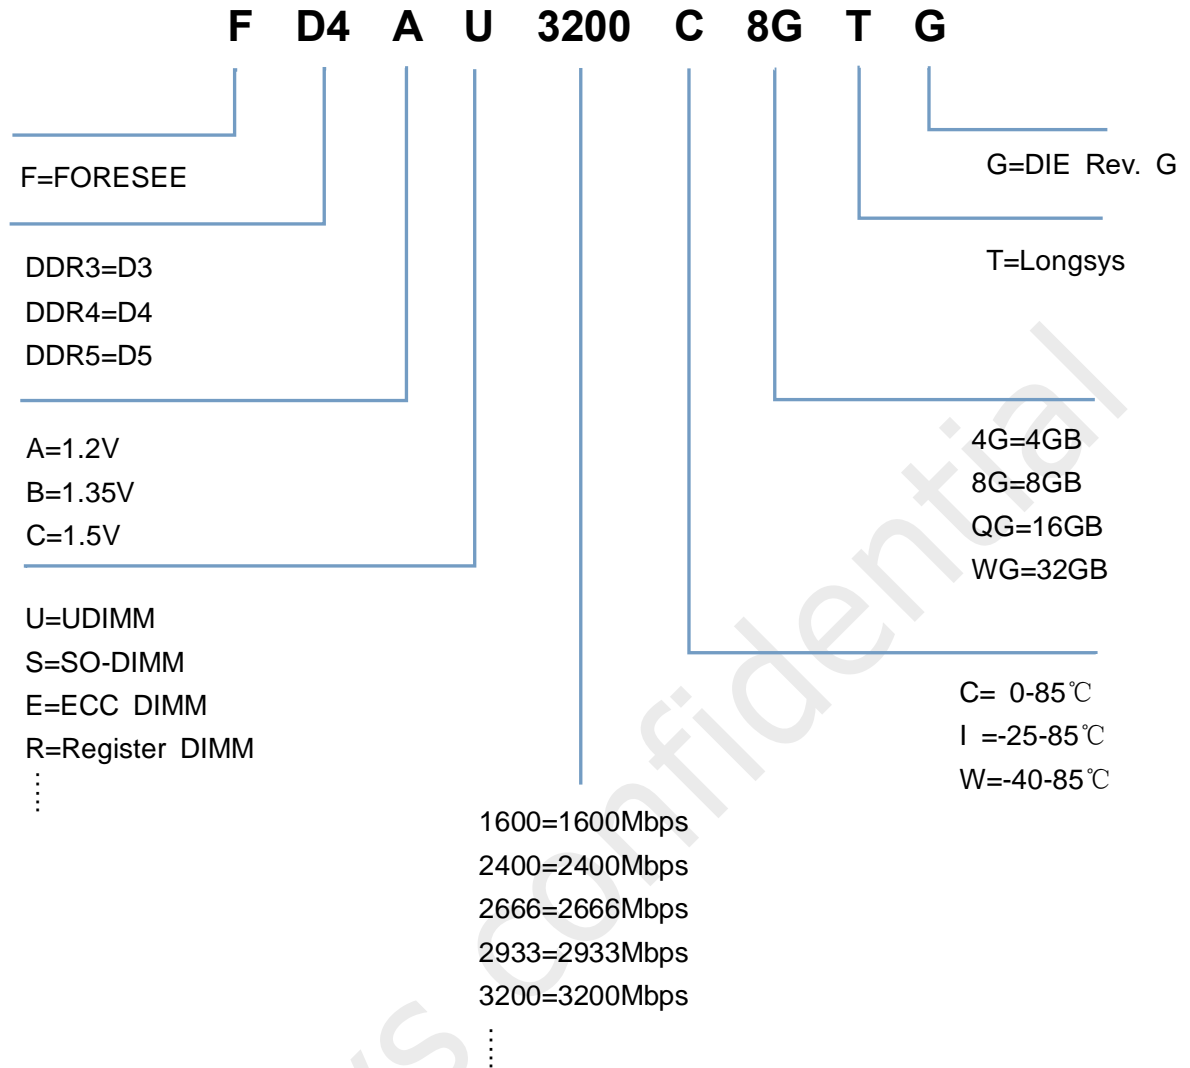 F D4 A U 3200 C 8G T G
F=FORESEE
DDR3=D3
DDR4=D4
DDR5=D5
A=1.2V
B=1.35V
C=1.5V
U=UDIMM
S=SO-DIMM
E=ECC DIMM
R=Register DIMM
1600=1600Mbps
2400=2400Mbps
2666=2666Mbps
2933=2933Mbps
3200=3200Mbps
G=DIE Rev. G
T=Longsys
4G=4GB
8G=8GB
QG=16GB
WG=32GB
C= 0-85℃
I =-25-85℃
W=-40-85℃
confidential